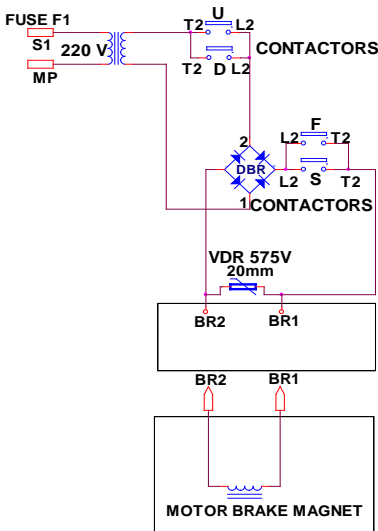 FUSE F1
S1
220 V
MP
U
T2 L2
D
T2 L2
CONTACTORS
2
DBR
1
F
L2 T2
S
L2 T2
CONTACTORS
VDR 575V
20mm
BR2 BR1
BR2 BR1
MOTOR BRAKE MAGNET